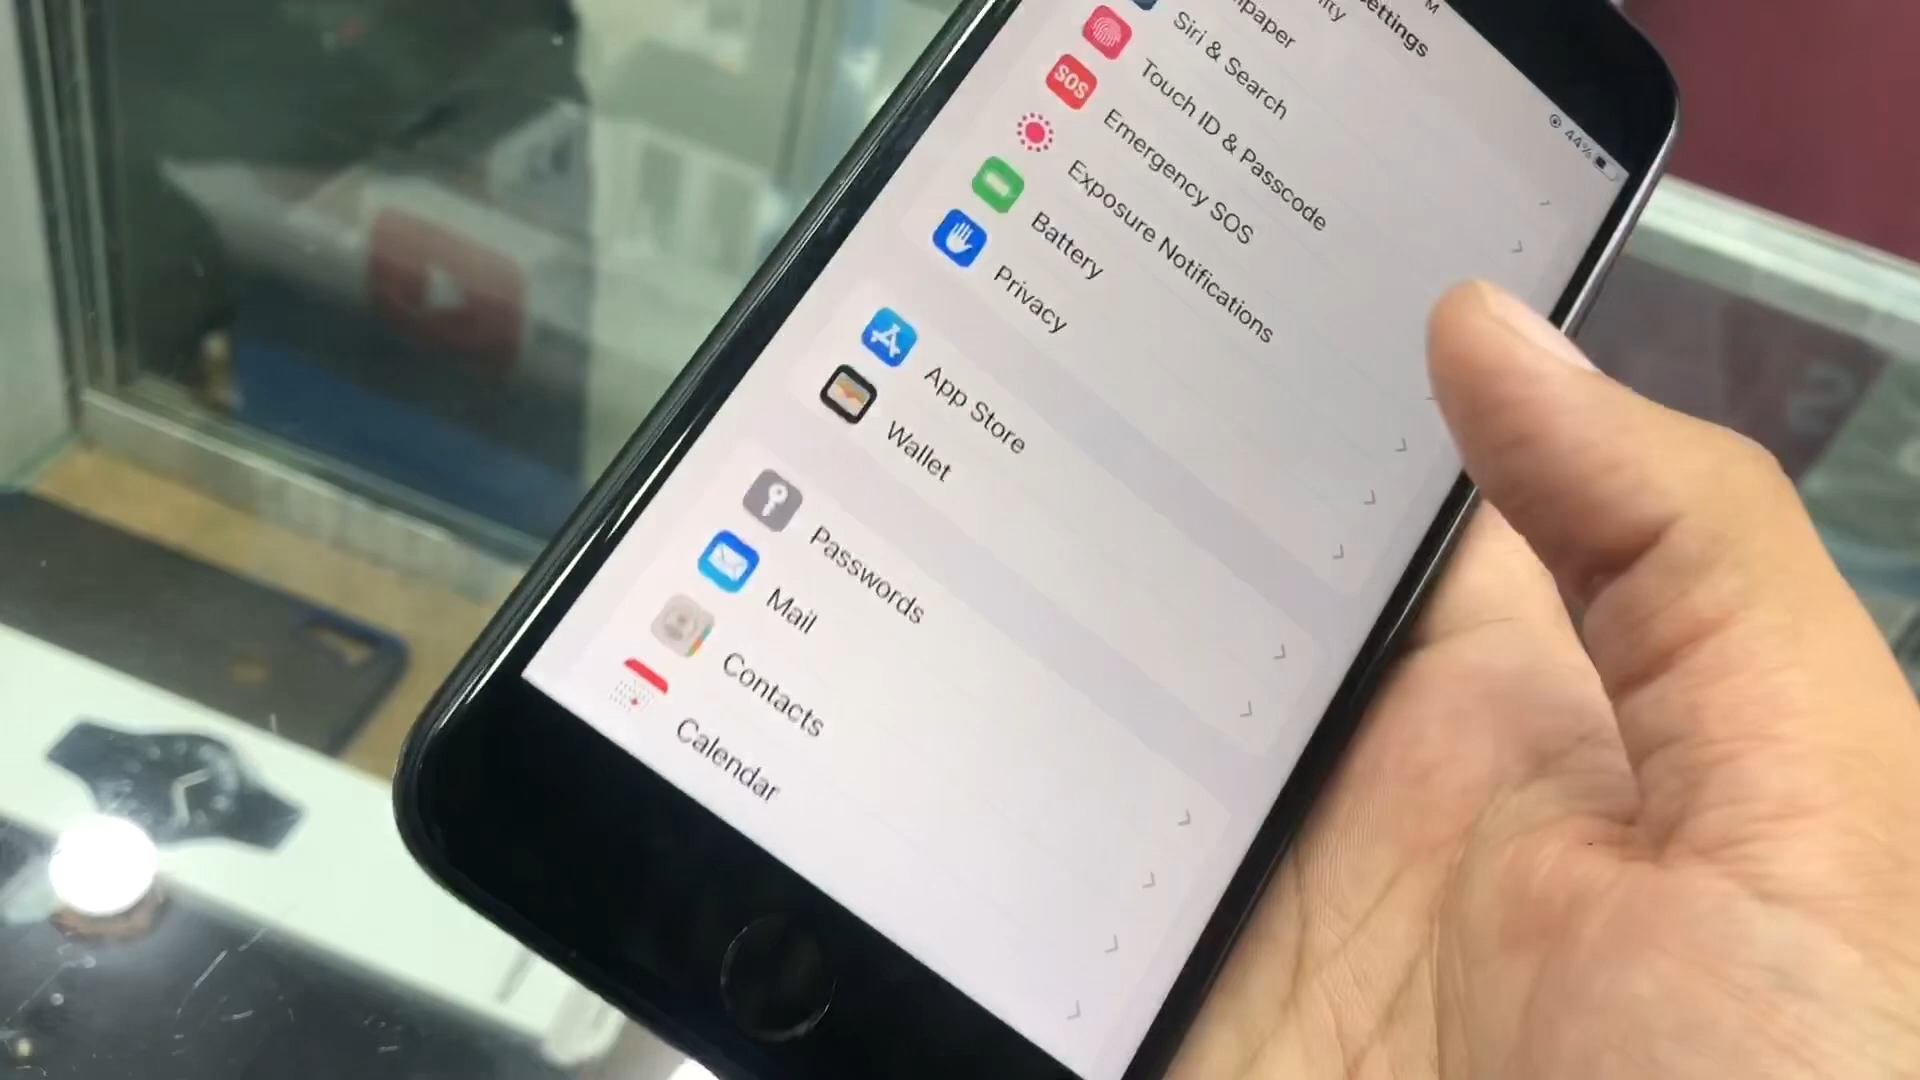 44%
Siri & Search
Touch ID & Passcode
SOS
Emergency SOS
Exposure Notifications
Battery
Privacy
App Store
Wallet
Passwords
Mail
Contacts
Calendar